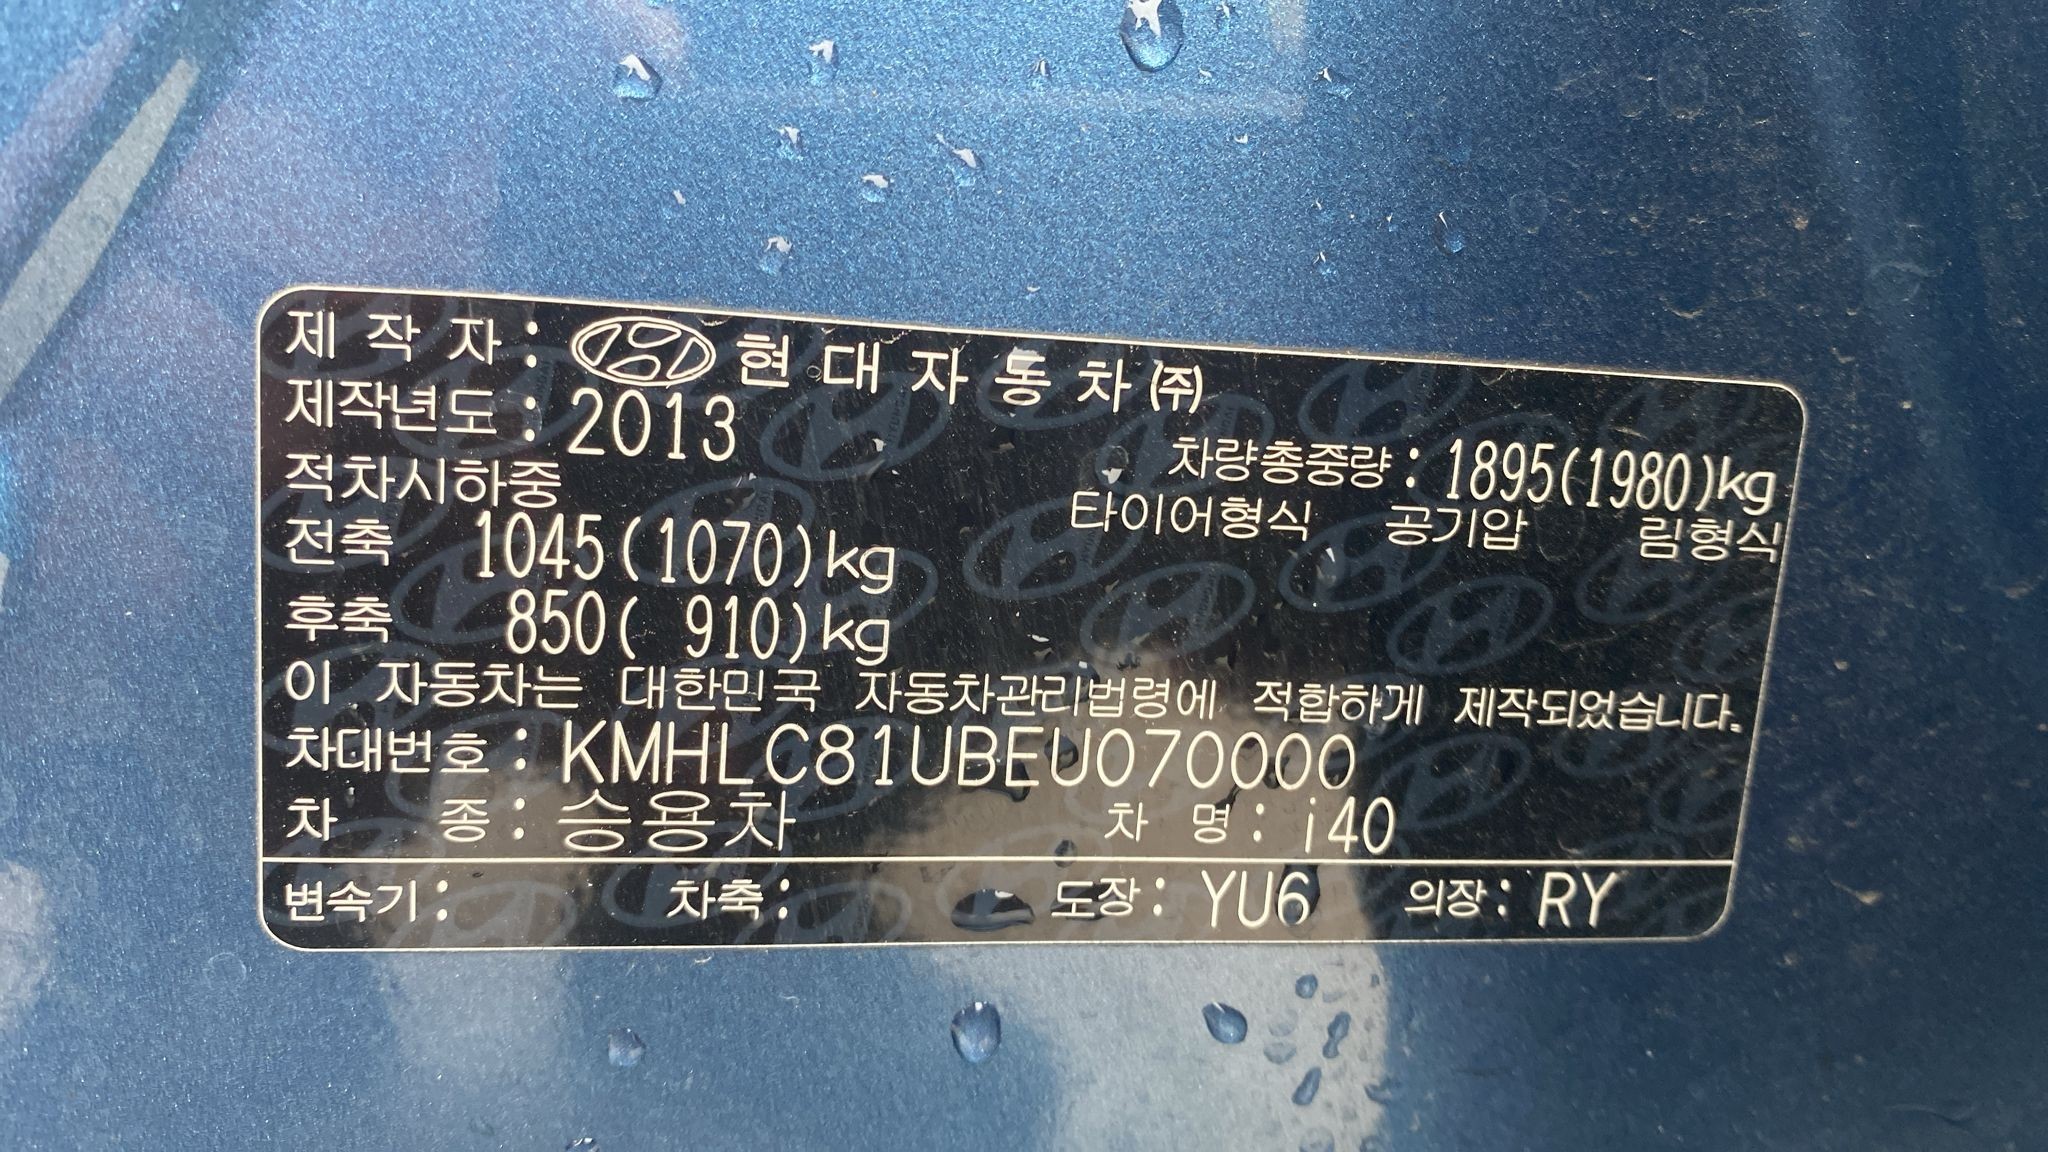 제 작 자 : 현 대 자 동 차 ㈜
제작년도 : 2013
차량총중량 : 1895(1980)kg
적차시하중
타이어형식 공기압 림형식
전축 1045(1070)kg
후축 850( 910)kg
이 자동차는 대한민국 자동차관리법령에 적합하게 제작되었습니다.
차대번호 : KMHLC81UBEU070000
차 종 : 승용차 차 명 : i40
변속기 : 차축 : 도장 : YU6 의장 : RY